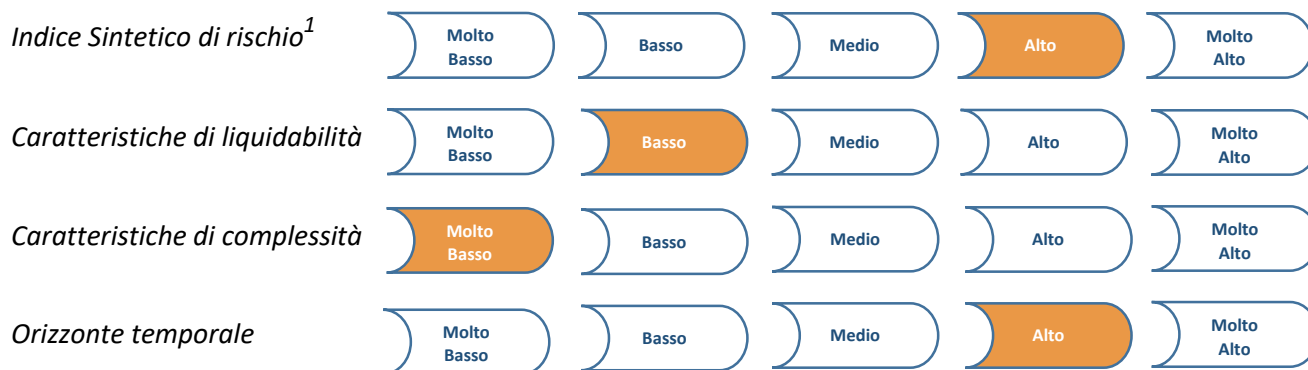 Indice Sintetico di rischio1
Molto
Basso
Basso
Medio
Alto
Molto
Alto
Caratteristiche di liquidabilità
Molto
Basso
Basso
Medio
Alto
Molto
Alto
Caratteristiche di complessità
Molto
Basso
Basso
Medio
Alto
Molto
Alto
Orizzonte temporale
Molto
Basso
Basso
Medio
Alto
Molto
Alto